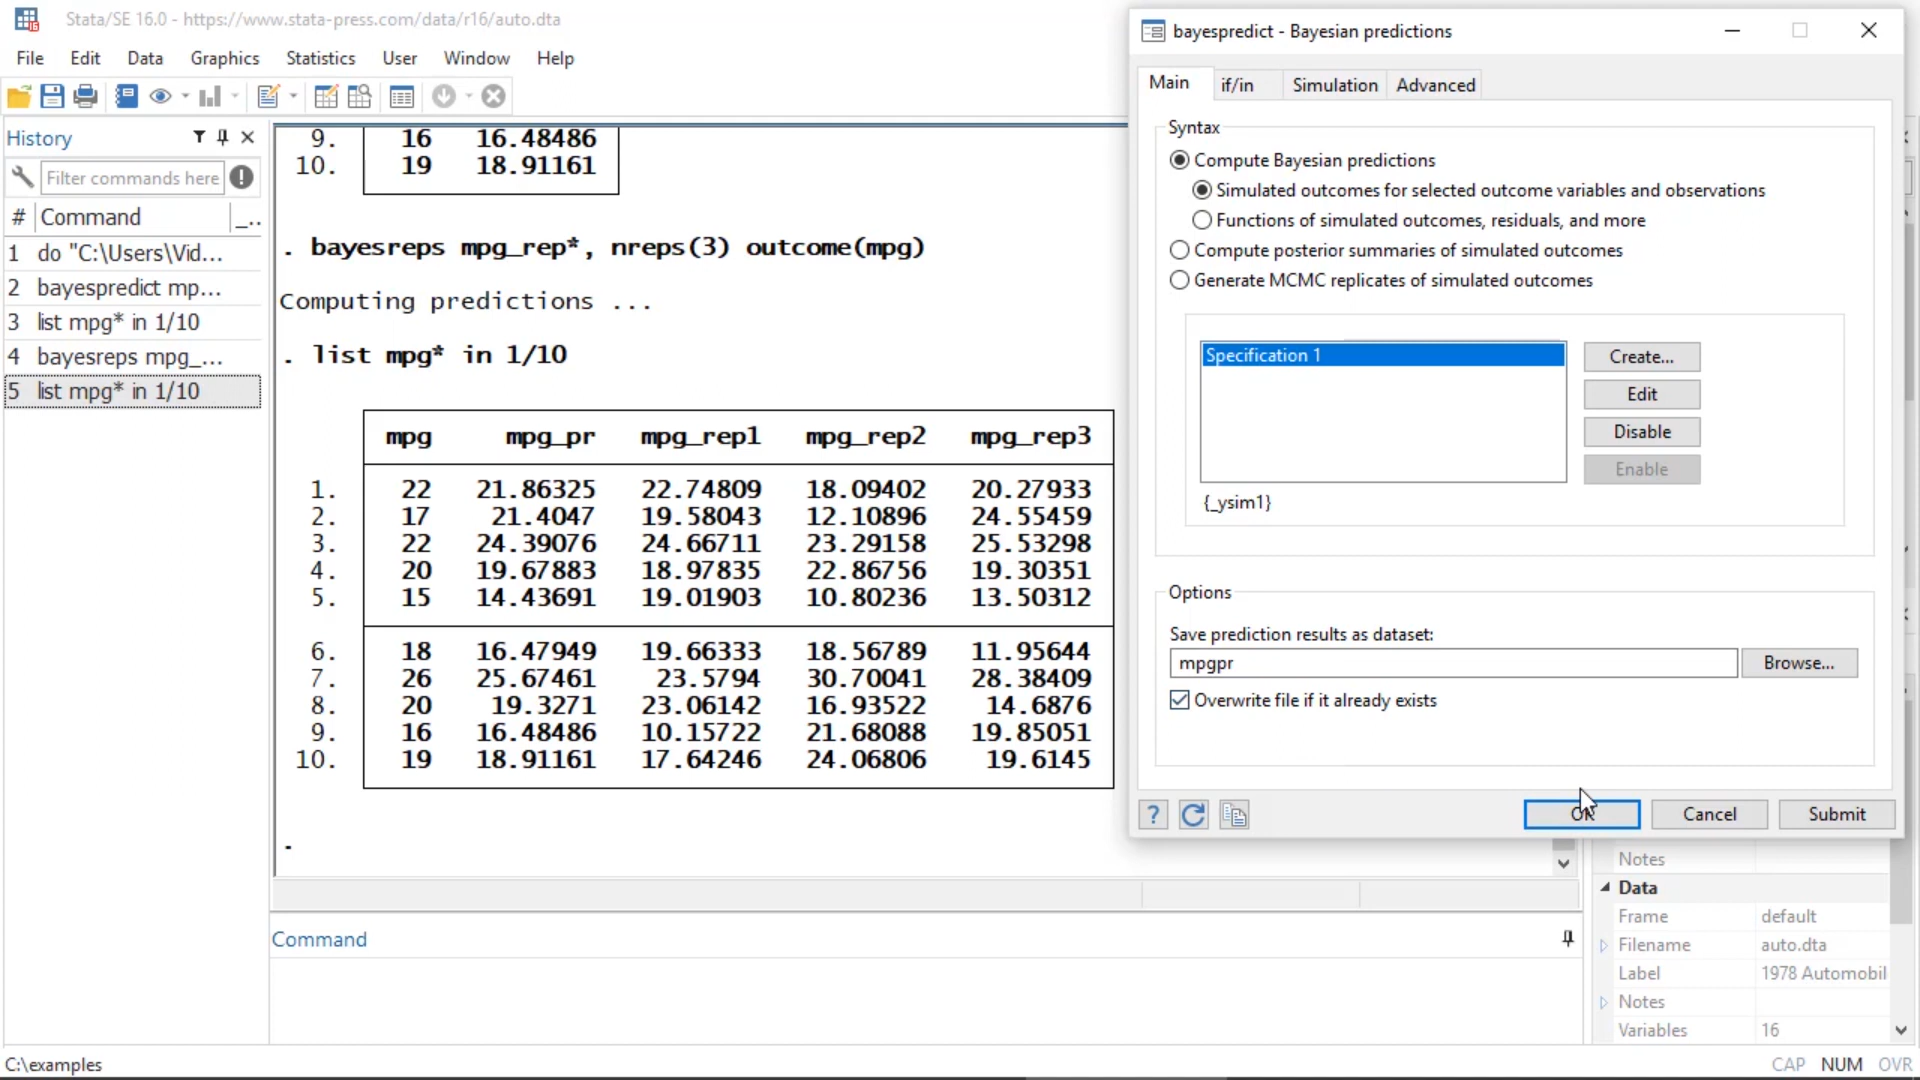 Stata/SE 16.0 - https://www.stata-press.com/data/r16/auto.dta
File Edit Data Graphics Statistics User Window Help
History
Filter commands here
# Command _..
1 do "C:\Users\Vid...
2 bayespredict mp...
3 list mpg* in 1/10
4 bayesreps mpg_...
5 list mpg* in 1/10
9. 16 16.48486
10. 19 18.91161
. bayesreps mpg_rep*, nreps(3) outcome(mpg)
Computing predictions ...
. list mpg* in 1/10
mpg mpg_pr mpg_rep1 mpg_rep2 mpg_rep3
1. 22 21.86325 22.74809 18.09402 20.27933
2. 17 21.4047 19.58043 12.10896 24.55459
3. 22 24.39076 24.66711 23.29158 25.53298
4. 20 19.67883 18.97835 22.86756 19.30351
5. 15 14.43691 19.01903 10.80236 13.50312
6. 18 16.47949 19.66333 18.56789 11.95644
7. 26 25.67461 23.5794 30.70041 28.38409
8. 20 19.3271 23.06142 16.93522 14.6876
9. 16 16.48486 10.15722 21.68088 19.85051
10. 19 18.91161 17.64246 24.06806 19.6145
.
Command
bayespredict - Bayesian predictions
Main if/in Simulation Advanced
Syntax
Compute Bayesian predictions
Simulated outcomes for selected outcome variables and observations
Functions of simulated outcomes, residuals, and more
Compute posterior summaries of simulated outcomes
Generate MCMC replicates of simulated outcomes
Specification 1
Create...
Edit
Disable
Enable
{_ysim1}
Options
Save prediction results as dataset:
mpgpr Browse...
Overwrite file if it already exists
? OK Cancel Submit
Notes
Data
Frame default
Filename auto.dta
Label 1978 Automobil
Notes
Variables 16
C:\examples CAP NUM OVR